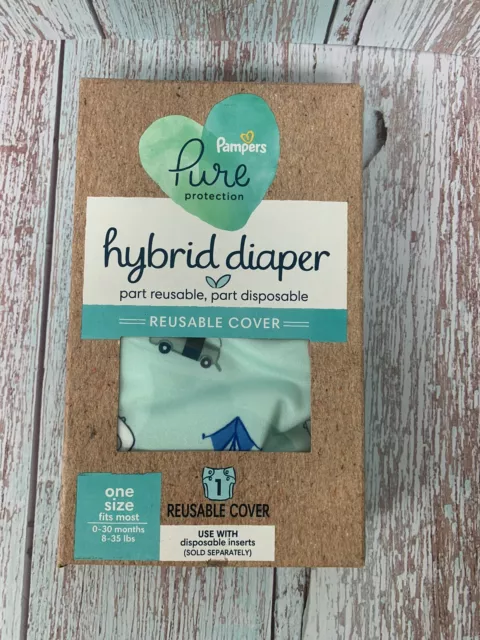 Pampers
Pure
protection
hybrid diaper
part reusable, part disposable
REUSABLE COVER
1
REUSABLE COVER
one
size
fits most
0-30 months
8-35 lbs
USE WITH
disposable inserts
(SOLD SEPARATELY)